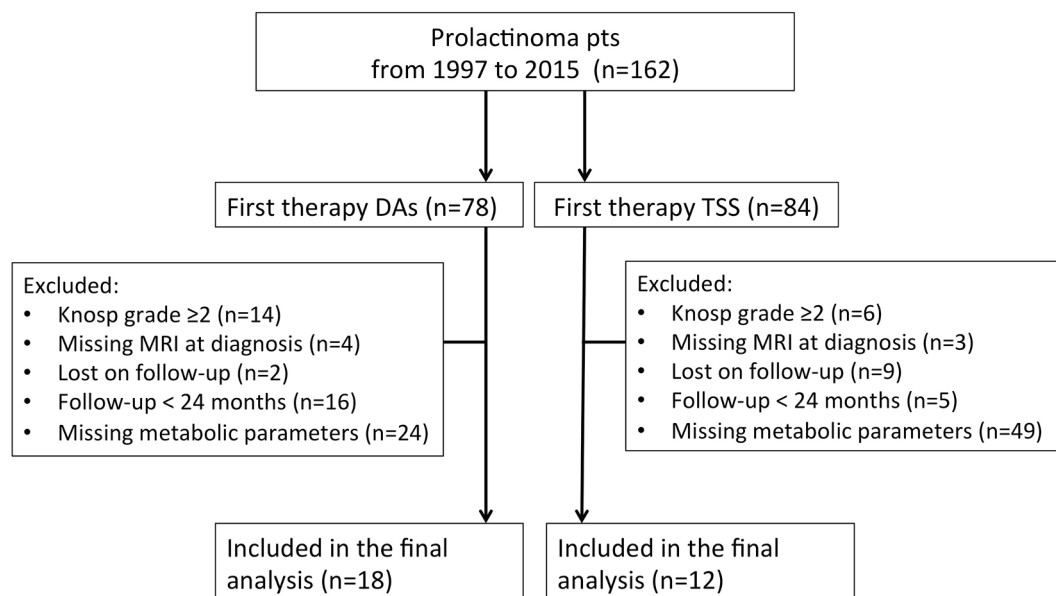 Prolactinoma pts
from 1997 to 2015 (n=162)
First therapy DAs (n=78)
First therapy TSS (n=84)
Excluded:
• Knosp grade ≥2 (n=14)
• Missing MRI at diagnosis (n=4)
• Lost on follow-up (n=2)
• Follow-up < 24 months (n=16)
• Missing metabolic parameters (n=24)
Excluded:
• Knosp grade ≥2 (n=6)
• Missing MRI at diagnosis (n=3)
• Lost on follow-up (n=9)
• Follow-up < 24 months (n=5)
• Missing metabolic parameters (n=49)
Included in the final
analysis (n=18)
Included in the final
analysis (n=12)